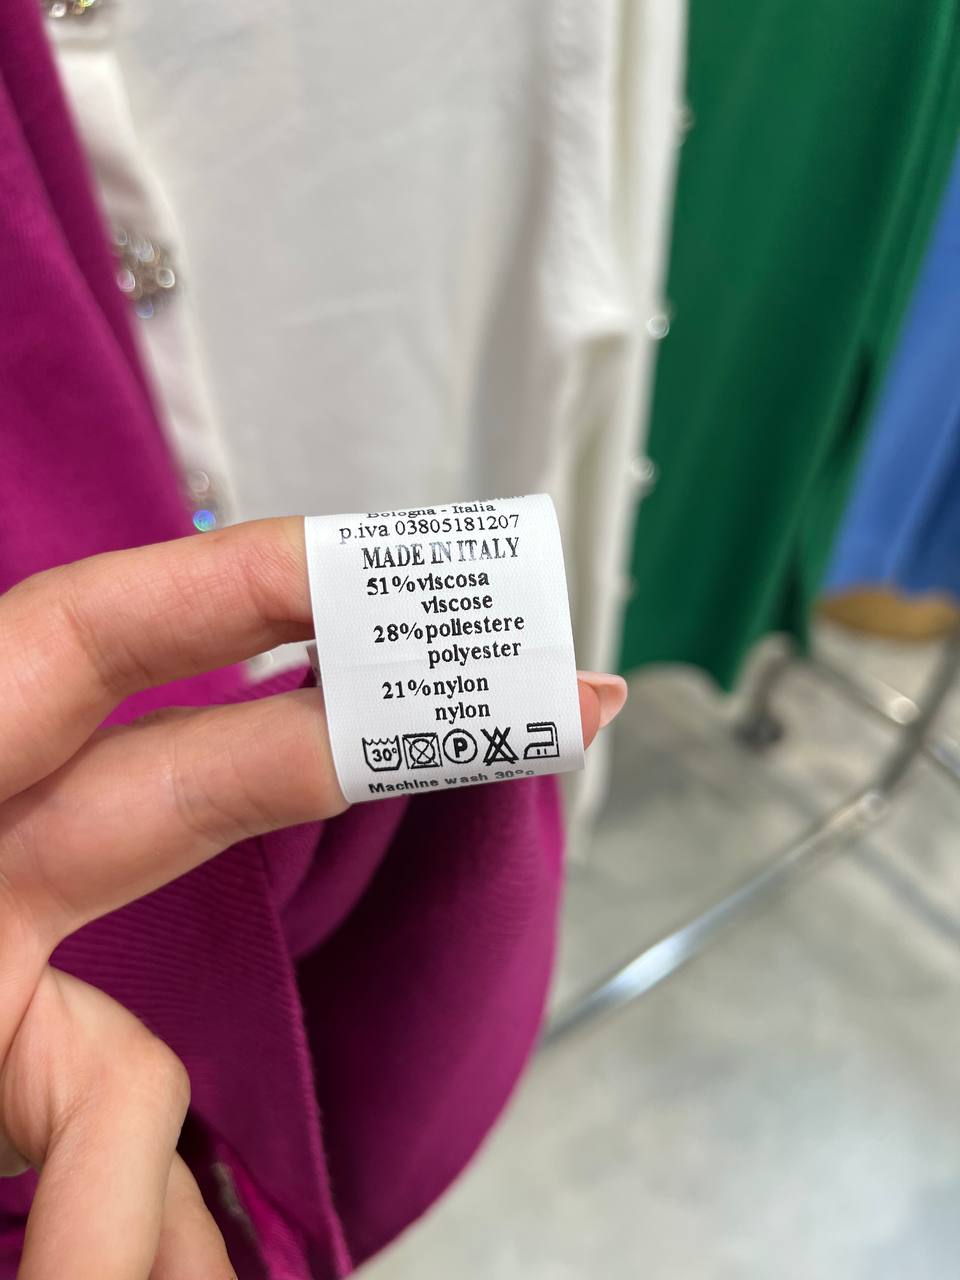 Bologna - Italia
p.iva 03805181207
MADE IN ITALY
51% viscosa
viscose
28% poliestere
polyester
21% nylon
nylon
30° P
Machine wash 30°c